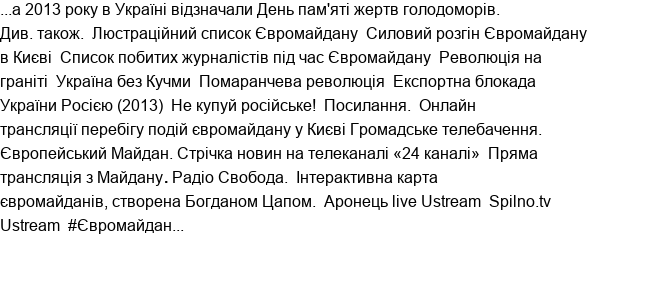 ...а 2013 року в Україні відзначали День пам'яті жертв голодоморів.
Див. також.  Люстраційний список Євромайдану  Силовий розгін Євромайдану
в Києві  Список побитих журналістів під час Євромайдану  Революція на
граніті  Україна без Кучми  Помаранчева революція  Експортна блокада
України Росією (2013)  Не купуй російське!  Посилання.  Онлайн
трансляції перебігу подій євромайдану у Києві Громадське телебачення.
Європейський Майдан. Стрічка новин на телеканалі «24 каналі»  Пряма
трансляція з Майдану. Радіо Свобода.  Інтерактивна карта
євромайданів, створена Богданом Цапом.  Аронець live Ustream  Spilno.tv
Ustream  #Євромайдан...